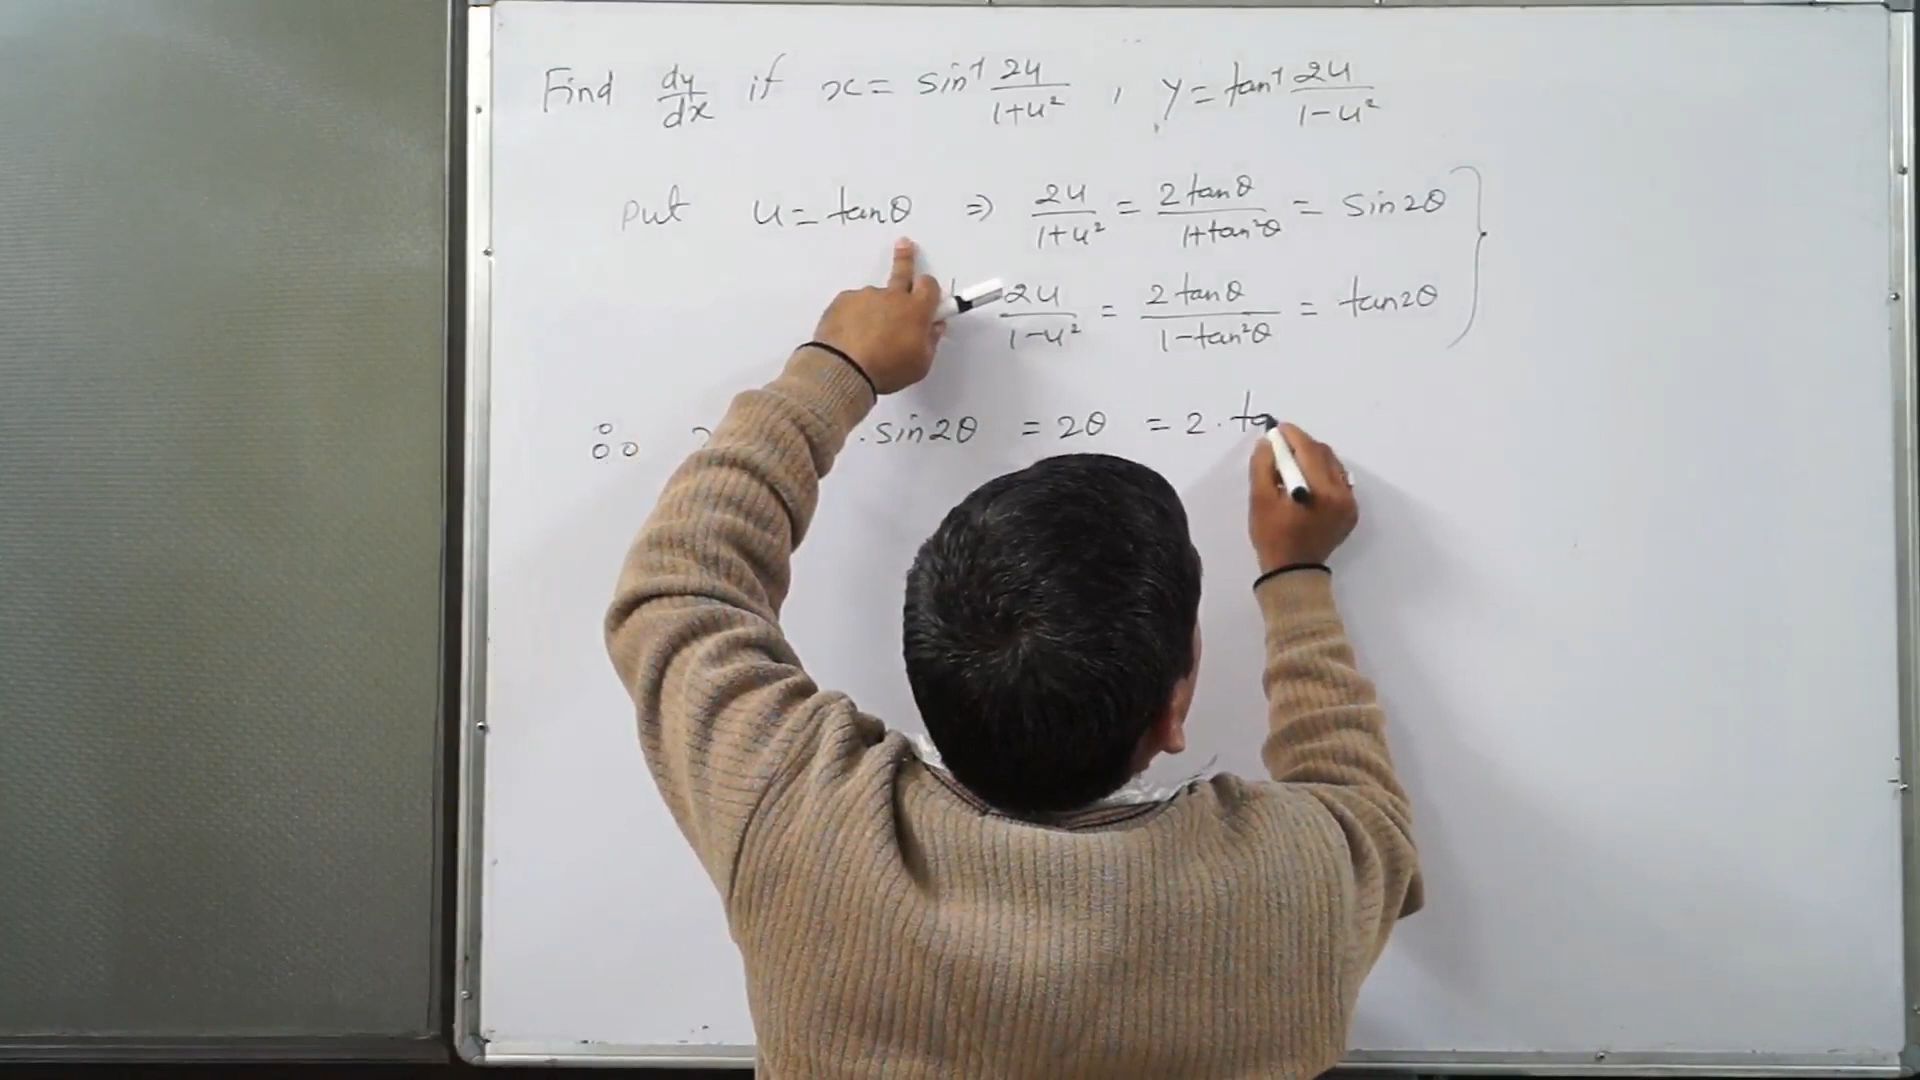 Find dy/dx if x = sin⁻¹ 2u/1+u² , y = tan⁻¹ 2u/1-u²
put u = tanθ ⇒ 2u/1+u² = 2tanθ/1+tan²θ = sin2θ
2u/1-u² = 2tanθ/1-tan²θ = tan2θ
∴ . sin2θ = 2θ = 2.ta